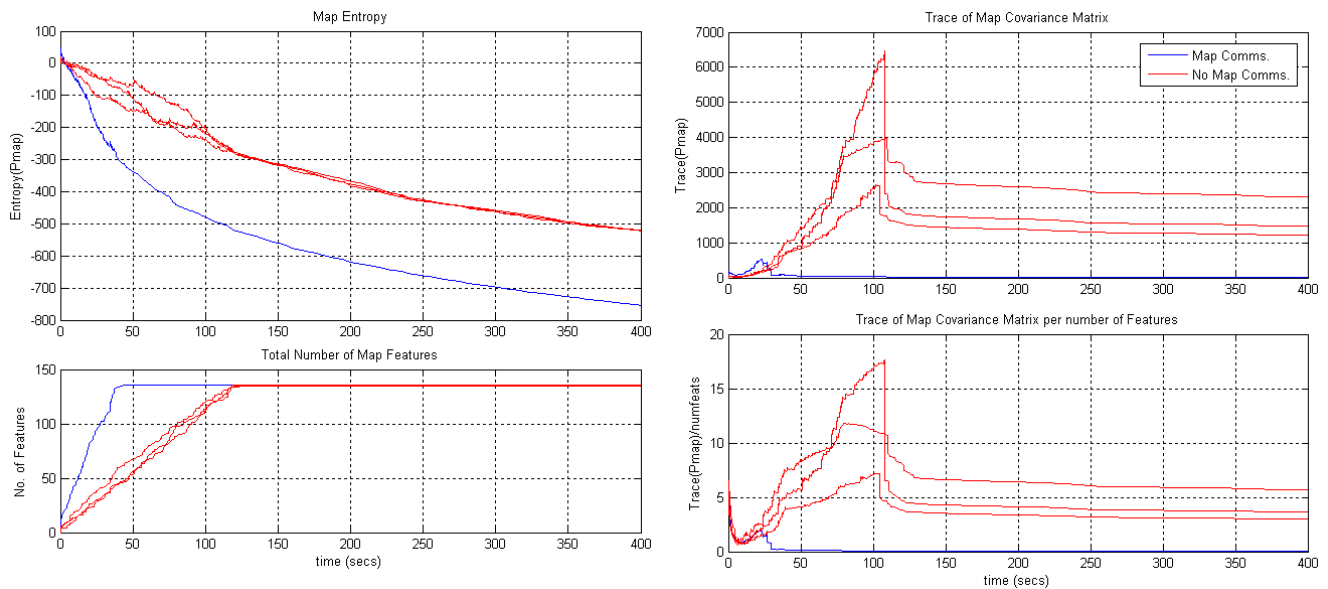 Map Entropy
Entropy(Pmap)
100
0
-100
-200
-300
-400
-500
-600
-700
-800
0 50 100 150 200 250 300 350 400
Total Number of Map Features
No. of Features
150
100
50
0
0 50 100 150 200 250 300 350 400
time (secs)
Trace of Map Covariance Matrix
Trace(Pmap)
7000
6000
5000
4000
3000
2000
1000
0
0 50 100 150 200 250 300 350 400
Map Comms.
No Map Comms.
Trace of Map Covariance Matrix per number of Features
Trace(Pmap)/numfeats
20
15
10
5
0
0 50 100 150 200 250 300 350 400
time (secs)